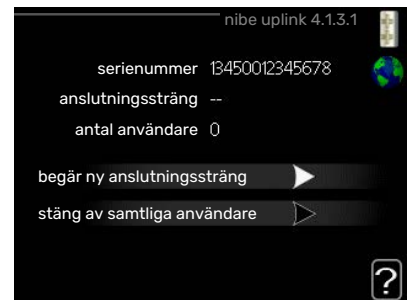 nibe uplink 4.1.3.1
serienummer 13450012345678
anslutningssträng --
antal användare 0
begär ny anslutningssträng
stäng av samtliga användare
?